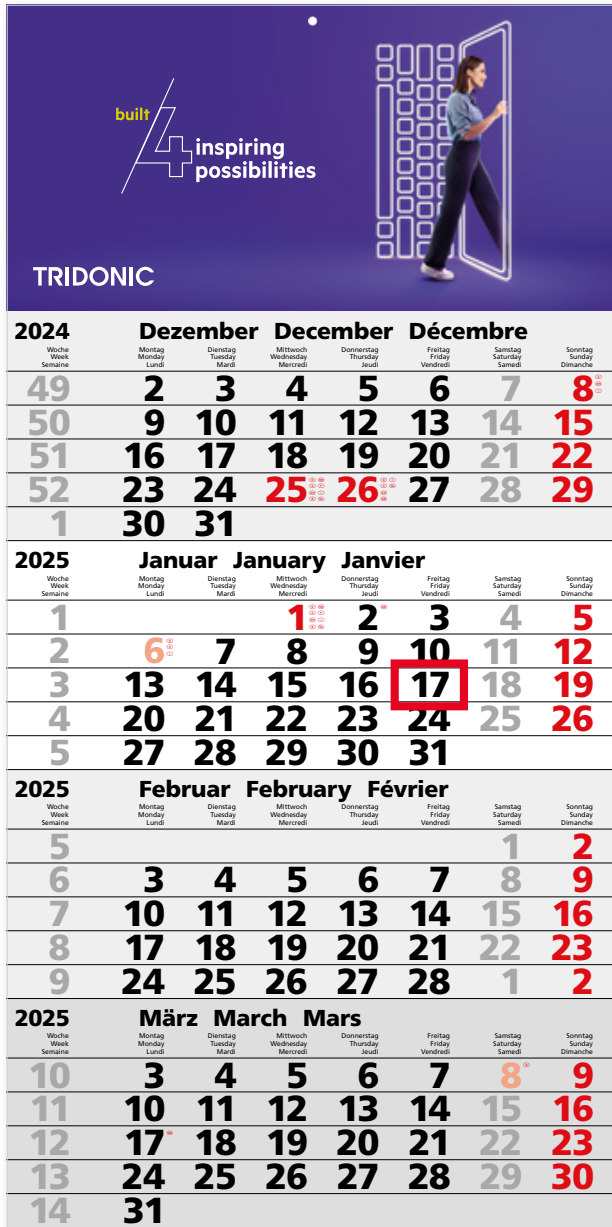 built
4 inspiring
possibilities
TRIDONIC
2024 Dezember December Décembre
Woche Montag Dienstag Mittwoch Donnerstag Freitag Samstag Sonntag
Week Monday Tuesday Wednesday Thursday Friday Saturday Sunday
Semaine Lundi Mardi Mercredi Jeudi Vendredi Samedi Dimanche
49 2 3 4 5 6 7 8
50 9 10 11 12 13 14 15
51 16 17 18 19 20 21 22
52 23 24 25 26 27 28 29
1 30 31
2025 Januar January Janvier
Woche Montag Dienstag Mittwoch Donnerstag Freitag Samstag Sonntag
Week Monday Tuesday Wednesday Thursday Friday Saturday Sunday
Semaine Lundi Mardi Mercredi Jeudi Vendredi Samedi Dimanche
1 1 2 3 4 5
2 6 7 8 9 10 11 12
3 13 14 15 16 17 18 19
4 20 21 22 23 24 25 26
5 27 28 29 30 31
2025 Februar February Février
Woche Montag Dienstag Mittwoch Donnerstag Freitag Samstag Sonntag
Week Monday Tuesday Wednesday Thursday Friday Saturday Sunday
Semaine Lundi Mardi Mercredi Jeudi Vendredi Samedi Dimanche
5 1 2
6 3 4 5 6 7 8 9
7 10 11 12 13 14 15 16
8 17 18 19 20 21 22 23
9 24 25 26 27 28 1 2
2025 März March Mars
Woche Montag Dienstag Mittwoch Donnerstag Freitag Samstag Sonntag
Week Monday Tuesday Wednesday Thursday Friday Saturday Sunday
Semaine Lundi Mardi Mercredi Jeudi Vendredi Samedi Dimanche
10 3 4 5 6 7 8 9
11 10 11 12 13 14 15 16
12 17 18 19 20 21 22 23
13 24 25 26 27 28 29 30
14 31